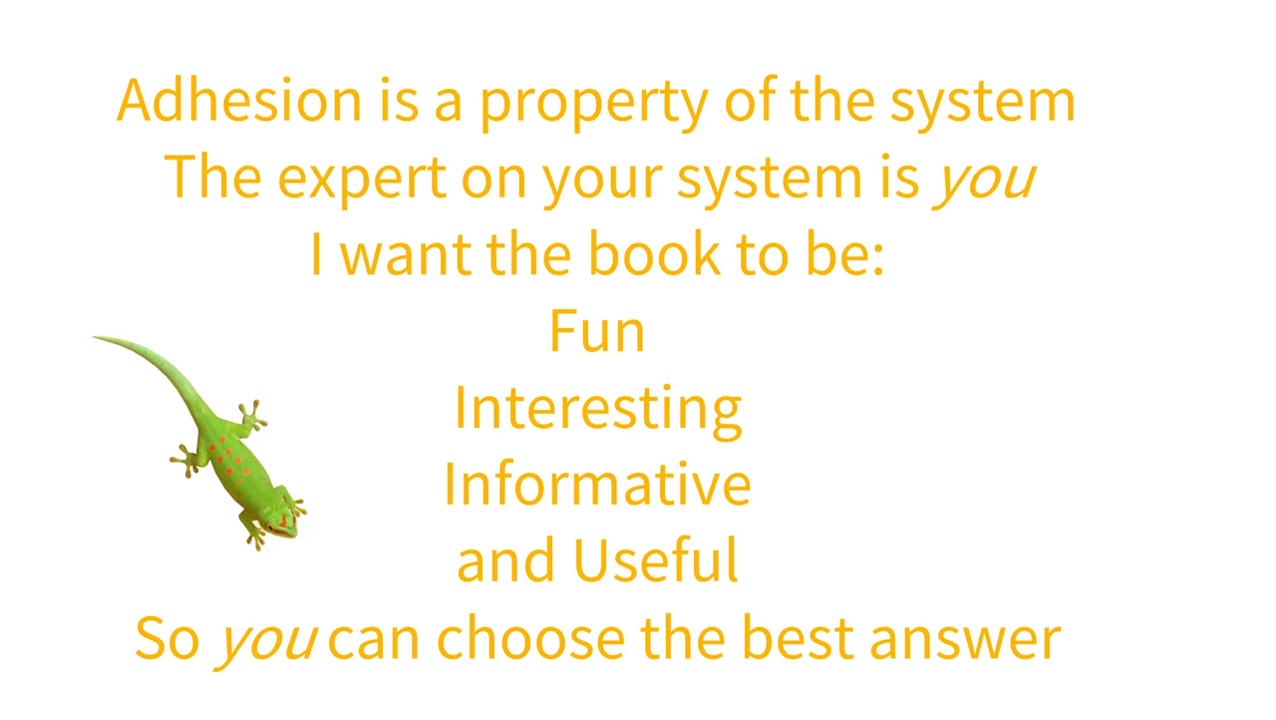 Adhesion is a property of the system
The expert on your system is you
I want the book to be:
Fun
Interesting
Informative
and Useful
So you can choose the best answer